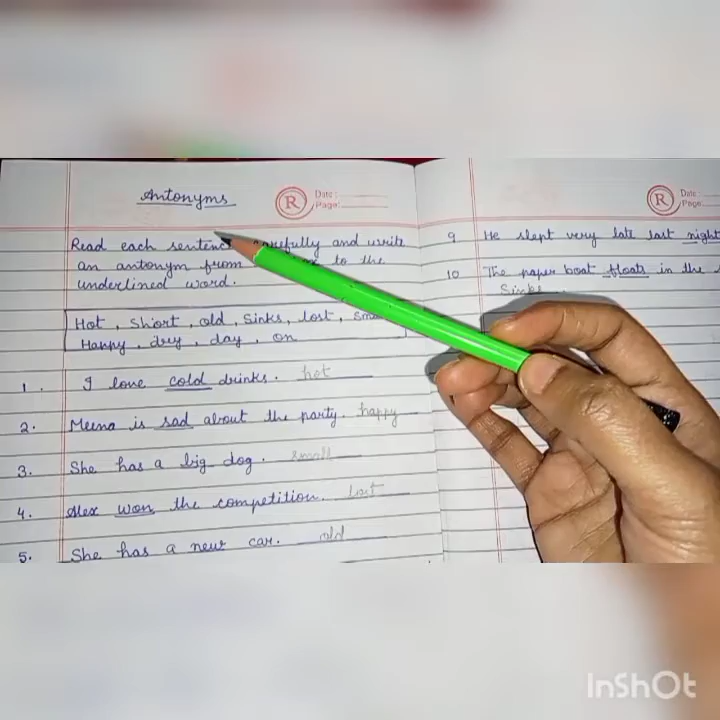 Antonyms
R Date: Page:
Read each sentenc carefully and write
an antonym from to the
underlined word.
Hot, Short, old, Sinks, lost,
Happy, dry, day, on
1. I love cold drinks. hot
2. Meena is sad about the party. happy
3. She has a big dog. small
4. Alex won the competition. lost
5. She has a new car. old
R Date: Page:
9 He slept very late last night
10 The paper boat floats in the
Sinks
InShOt